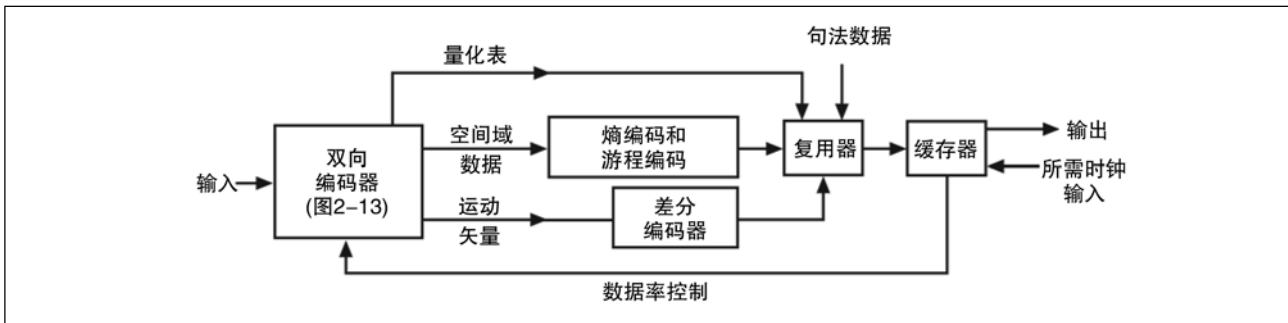 句法数据
量化表
空间域
数据
熵编码和
游程编码
复用器
缓存器
输出
所需时钟
输入
输入
双向
编码器
(图2-13)
运动
矢量
差分
编码器
数据率控制